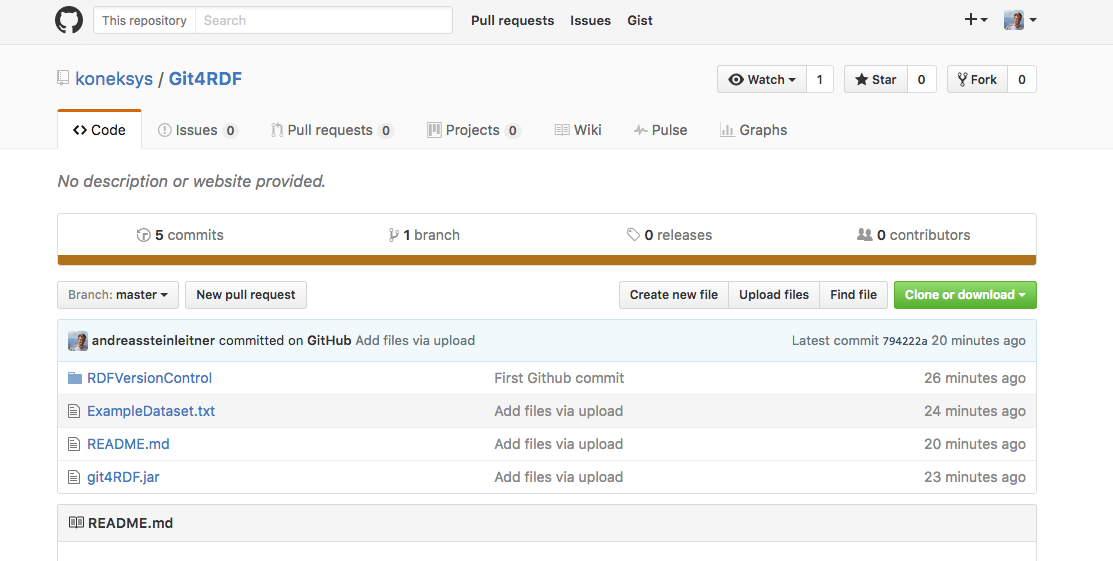 This repository Search Pull requests Issues Gist
koneksys / Git4RDF Watch 1 Star 0 Fork 0
Code Issues 0 Pull requests 0 Projects 0 Wiki Pulse Graphs
No description or website provided.
5 commits 1 branch 0 releases 0 contributors
Branch: master New pull request Create new file Upload files Find file Clone or download
andreassteinleitner committed on GitHub Add files via upload Latest commit 794222a 20 minutes ago
RDFVersionControl First Github commit 26 minutes ago
ExampleDataset.txt Add files via upload 24 minutes ago
README.md Add files via upload 20 minutes ago
git4RDF.jar Add files via upload 23 minutes ago
README.md